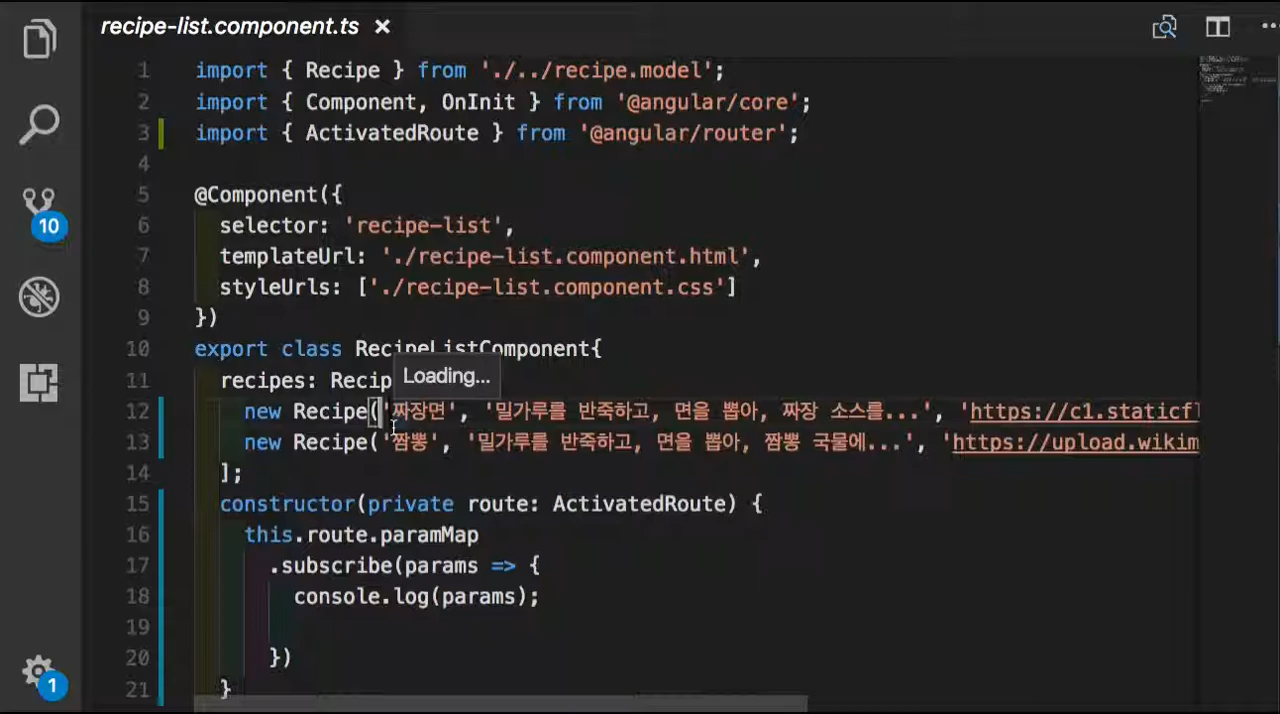 recipe-list.component.ts ×
1 import { Recipe } from './../recipe.model';
2 import { Component, OnInit } from '@angular/core';
3 import { ActivatedRoute } from '@angular/router';
4
5 @Component({
6 selector: 'recipe-list',
7 templateUrl: './recipe-list.component.html',
8 styleUrls: ['./recipe-list.component.css']
9 })
10 export class RecipeListComponent{
11 recipes: Recip
Loading...
12 new Recipe('짜장면', '밀가루를 반죽하고, 면을 뽑아, 짜장 소스를...', 'https://c1.staticfl
13 new Recipe('짬뽕', '밀가루를 반죽하고, 면을 뽑아, 짬뽕 국물에...', 'https://upload.wikim
14 ];
15 constructor(private route: ActivatedRoute) {
16 this.route.paramMap
17 .subscribe(params => {
18 console.log(params);
19
20 })
21 }
10
1